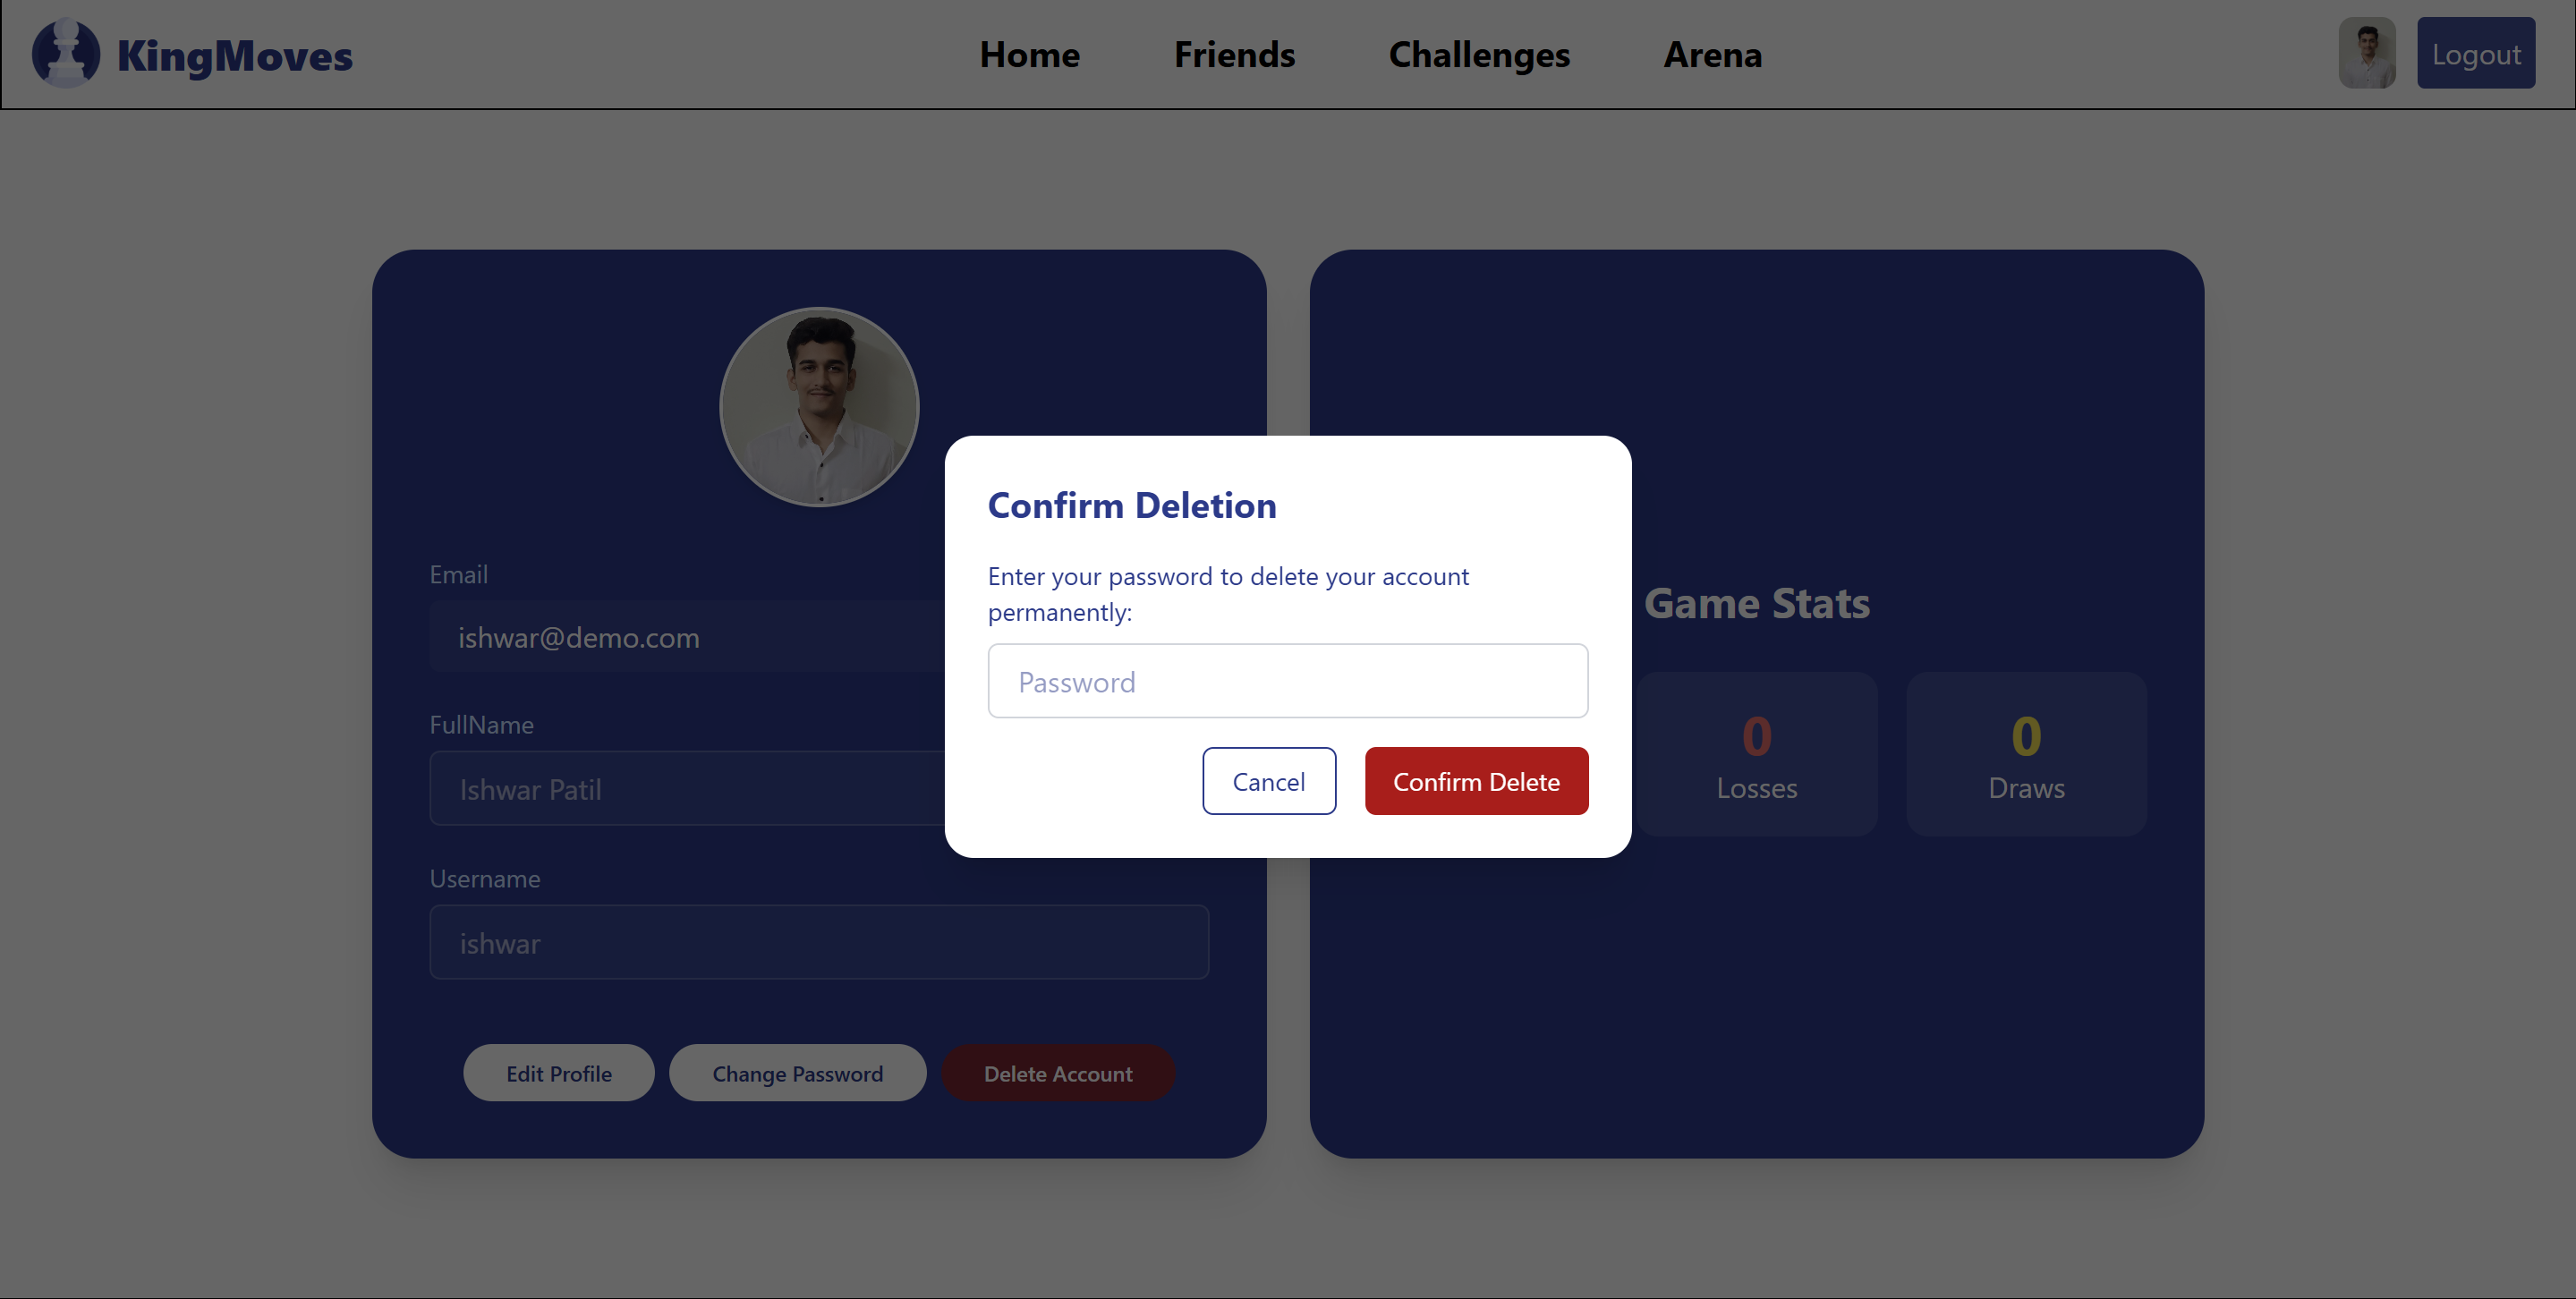 KingMoves
Home
Friends
Challenges
Arena
Logout
Email
ishwar@demo.com
FullName
Ishwar Patil
Username
ishwar
Edit Profile
Change Password
Delete Account
Confirm Deletion
Enter your password to delete your account
permanently:
Password
Cancel
Confirm Delete
Game Stats
0
Losses
0
Draws